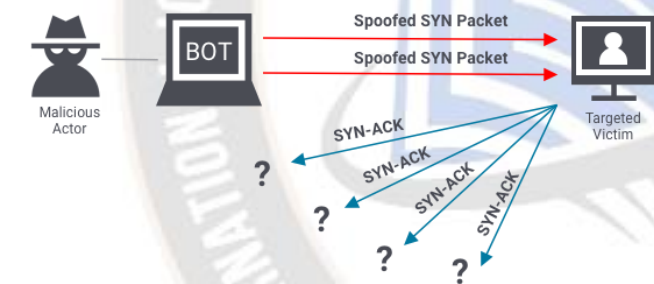 Spoofed SYN Packet
BOT
Spoofed SYN Packet
Malicious
Actor
Targeted
Victim
SYN-ACK
?
SYN-ACK
?
SYN-ACK
?
SYN-ACK
?